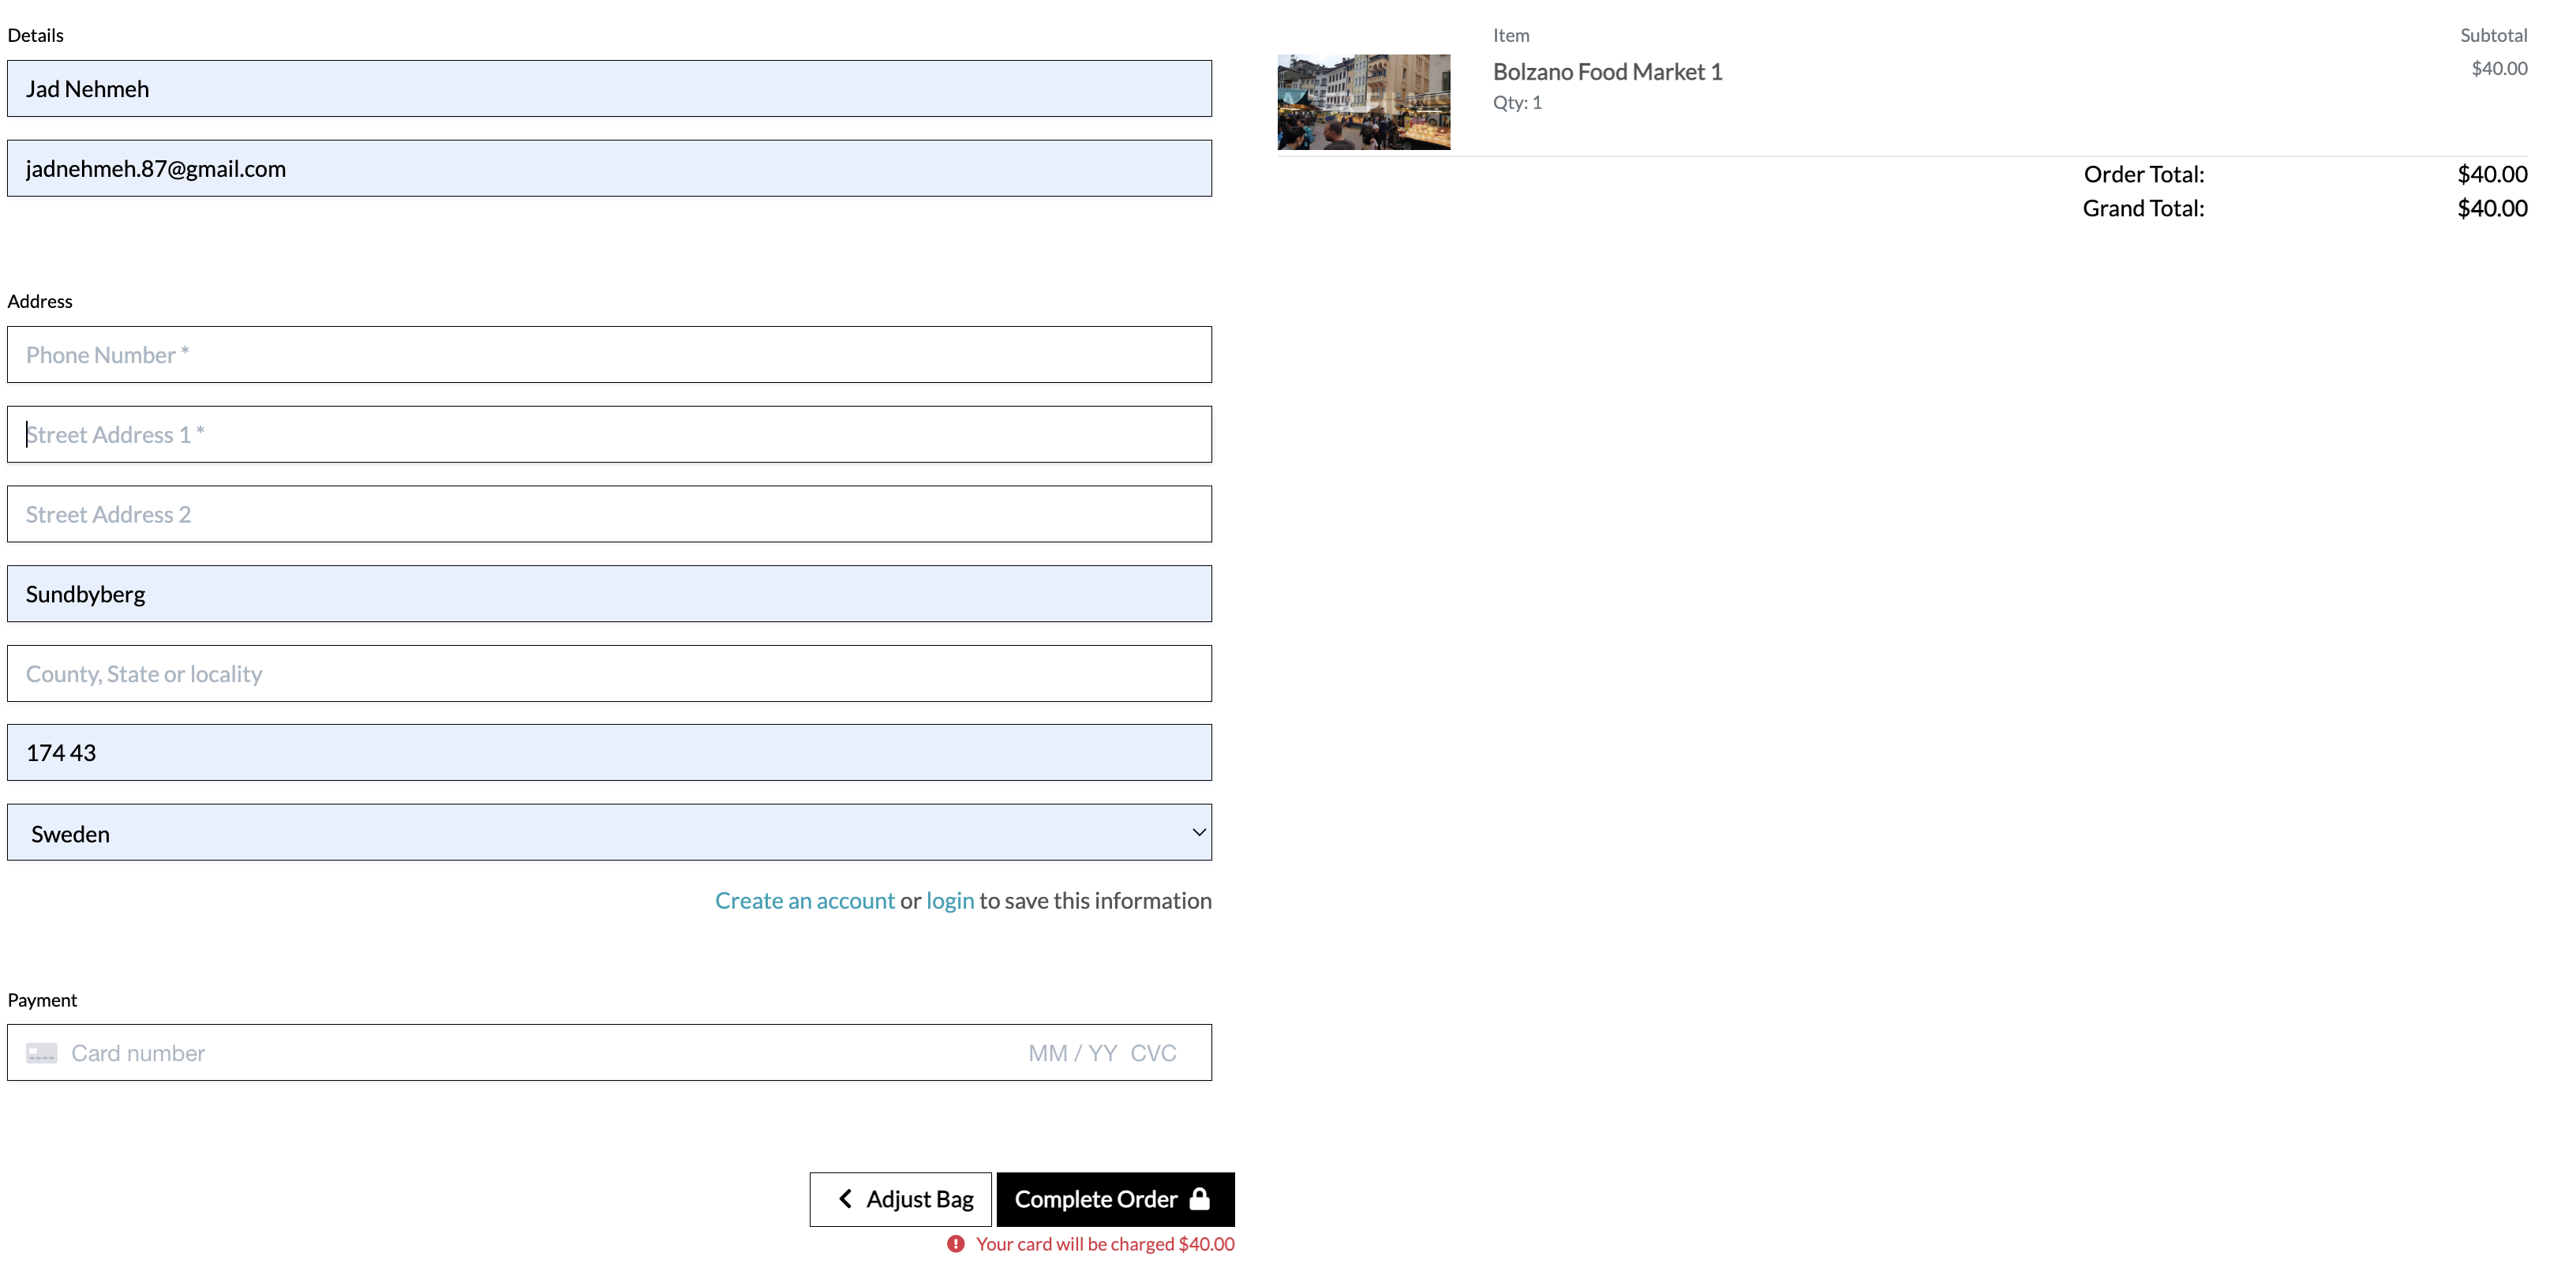 Details
Jad Nehmeh
jadnehmeh.87@gmail.com
Address
Phone Number *
Street Address 1 *
Street Address 2
Sundbyberg
County, State or locality
174 43
Sweden
Create an account or login to save this information
Payment
Card number MM / YY CVC
Adjust Bag Complete Order
Your card will be charged $40.00
Item Subtotal
Bolzano Food Market 1 $40.00
Qty: 1
Order Total: $40.00
Grand Total: $40.00